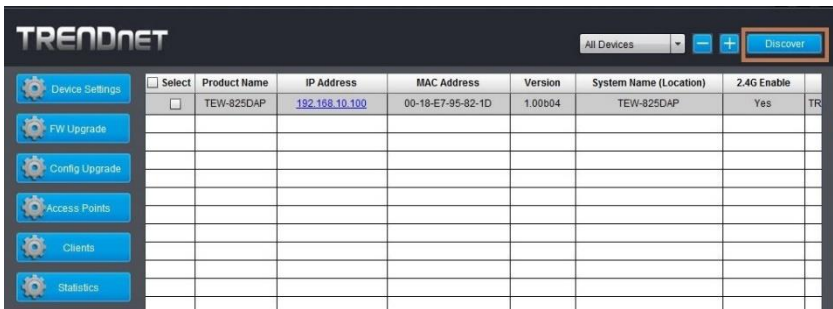 TRENDNET
All Devices
Discover
Device Settings
FW Upgrade
Config Upgrade
Access Points
Clients
Statistics
Select Product Name IP Address MAC Address Version System Name (Location) 2.4G Enable
TEW-825DAP 192.168.10.100 00-18-E7-95-82-1D 1.00b04 TEW-825DAP Yes TR